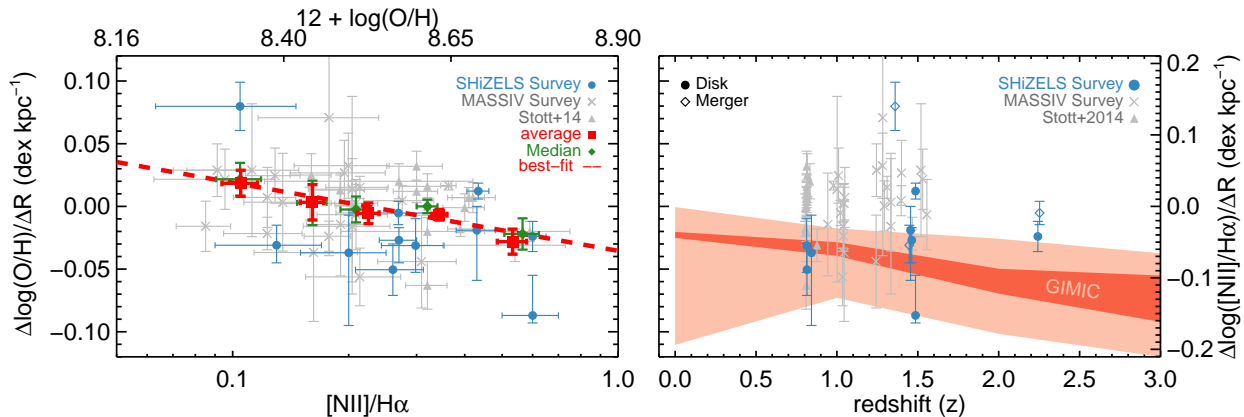 12 + log(O/H)
8.16 8.40 8.65 8.90
Δlog(O/H)/ΔR (dex kpc⁻¹)
0.10
0.05
0.00
−0.05
−0.10
SHiZELS Survey
MASSIV Survey
Stott+14
average
Median
best−fit
0.1 1.0
[NII]/Hα
Disk
Merger
SHiZELS Survey
MASSIV Survey
Stott+2014
GIMIC
0.2
0.1
0.0
−0.1
−0.2
Δlog([NII]/Hα)/ΔR (dex kpc⁻¹)
0.0 0.5 1.0 1.5 2.0 2.5 3.0
redshift (z)